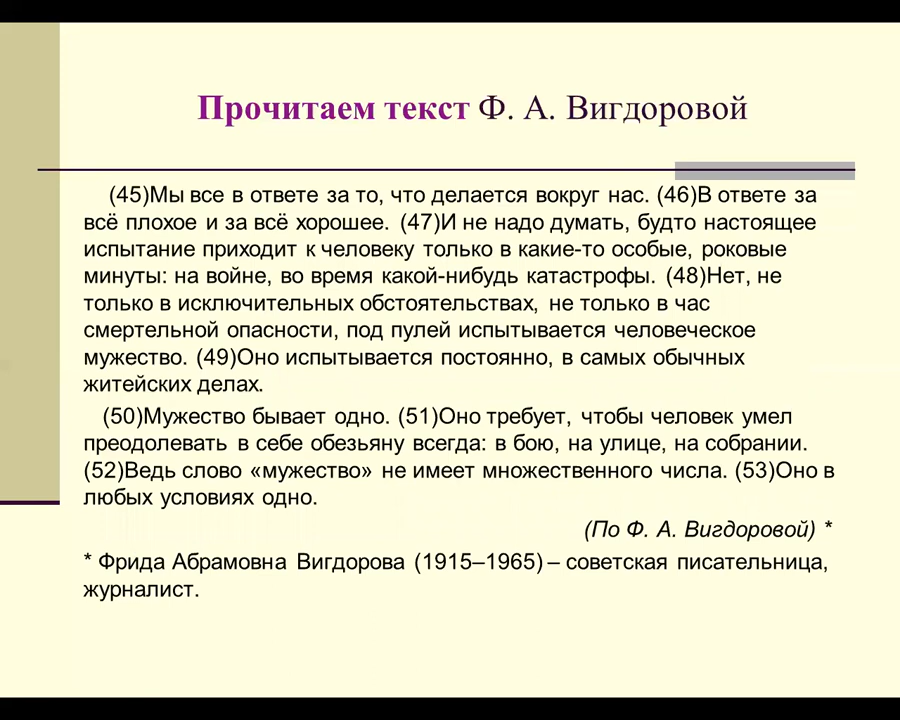 Прочитаем текст Ф. А. Вигдоровой
(45)Мы все в ответе за то, что делается вокруг нас. (46)В ответе за
всё плохое и за всё хорошее. (47)И не надо думать, будто настоящее
испытание приходит к человеку только в какие-то особые, роковые
минуты: на войне, во время какой-нибудь катастрофы. (48)Нет, не
только в исключительных обстоятельствах, не только в час
смертельной опасности, под пулей испытывается человеческое
мужество. (49)Оно испытывается постоянно, в самых обычных
житейских делах.
(50)Мужество бывает одно. (51)Оно требует, чтобы человек умел
преодолевать в себе обезьяну всегда: в бою, на улице, на собрании.
(52)Ведь слово «мужество» не имеет множественного числа. (53)Оно в
любых условиях одно.
(По Ф. А. Вигдоровой) *
* Фрида Абрамовна Вигдорова (1915–1965) – советская писательница,
журналист.